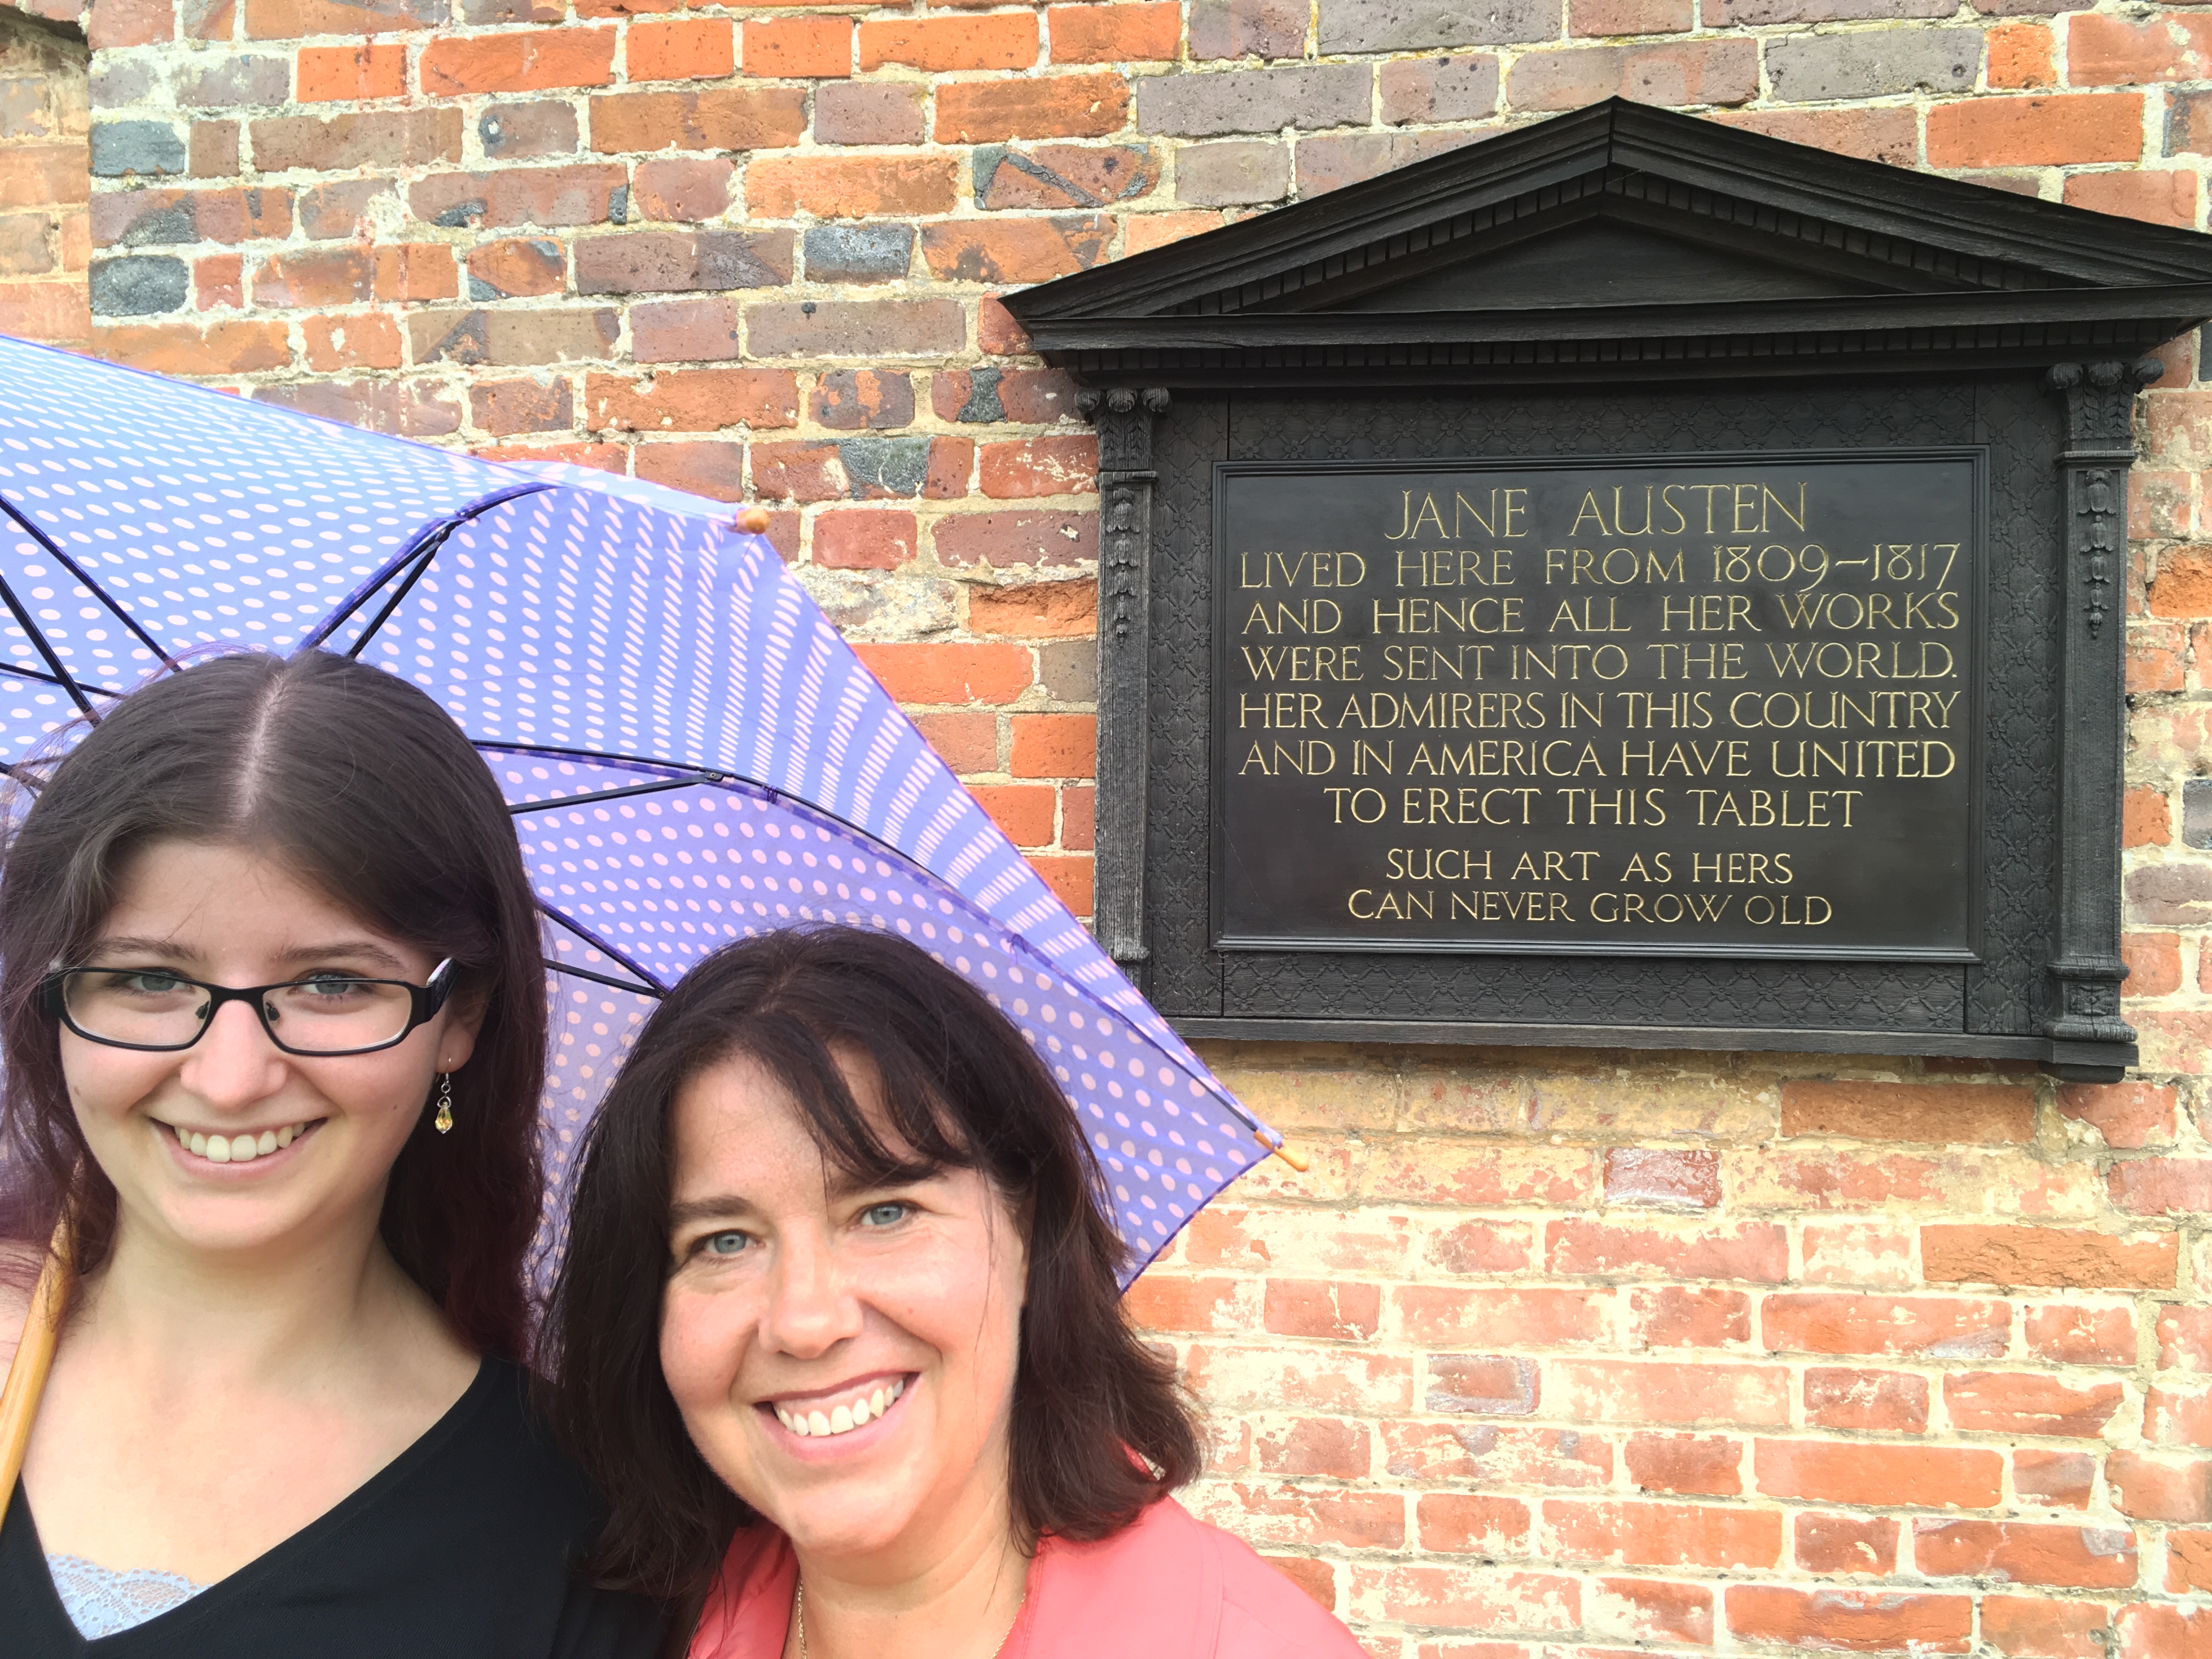 JANE AUSTEN
LIVED HERE FROM 1809–1817
AND HENCE ALL HER WORKS
WERE SENT INTO THE WORLD.
HER ADMIRERS IN THIS COUNTRY
AND IN AMERICA HAVE UNITED
TO ERECT THIS TABLET
SUCH ART AS HERS
CAN NEVER GROW OLD